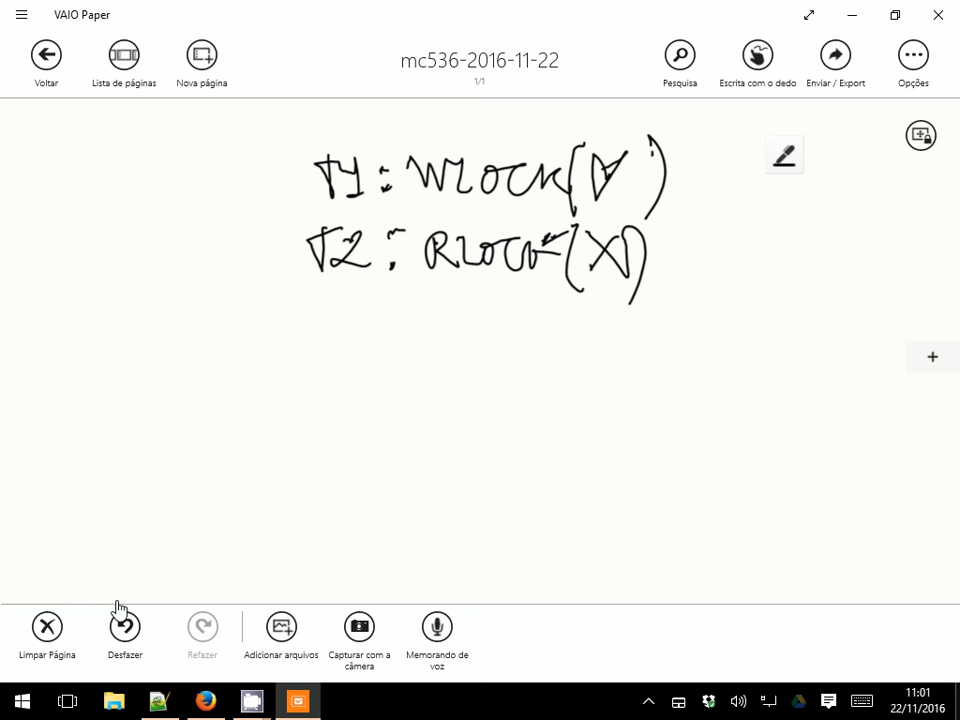 VAIO Paper
Voltar
Lista de páginas
Nova página
mc536-2016-11-22
1/1
Pesquisa
Escrita com o dedo
Enviar / Export
Opções
T1: Wlock(
T2: Rlock(X)
Limpar Página
Desfazer
Refazer
Adicionar arquivos
Capturar com a
câmera
Memorando de
voz
11:01
22/11/2016